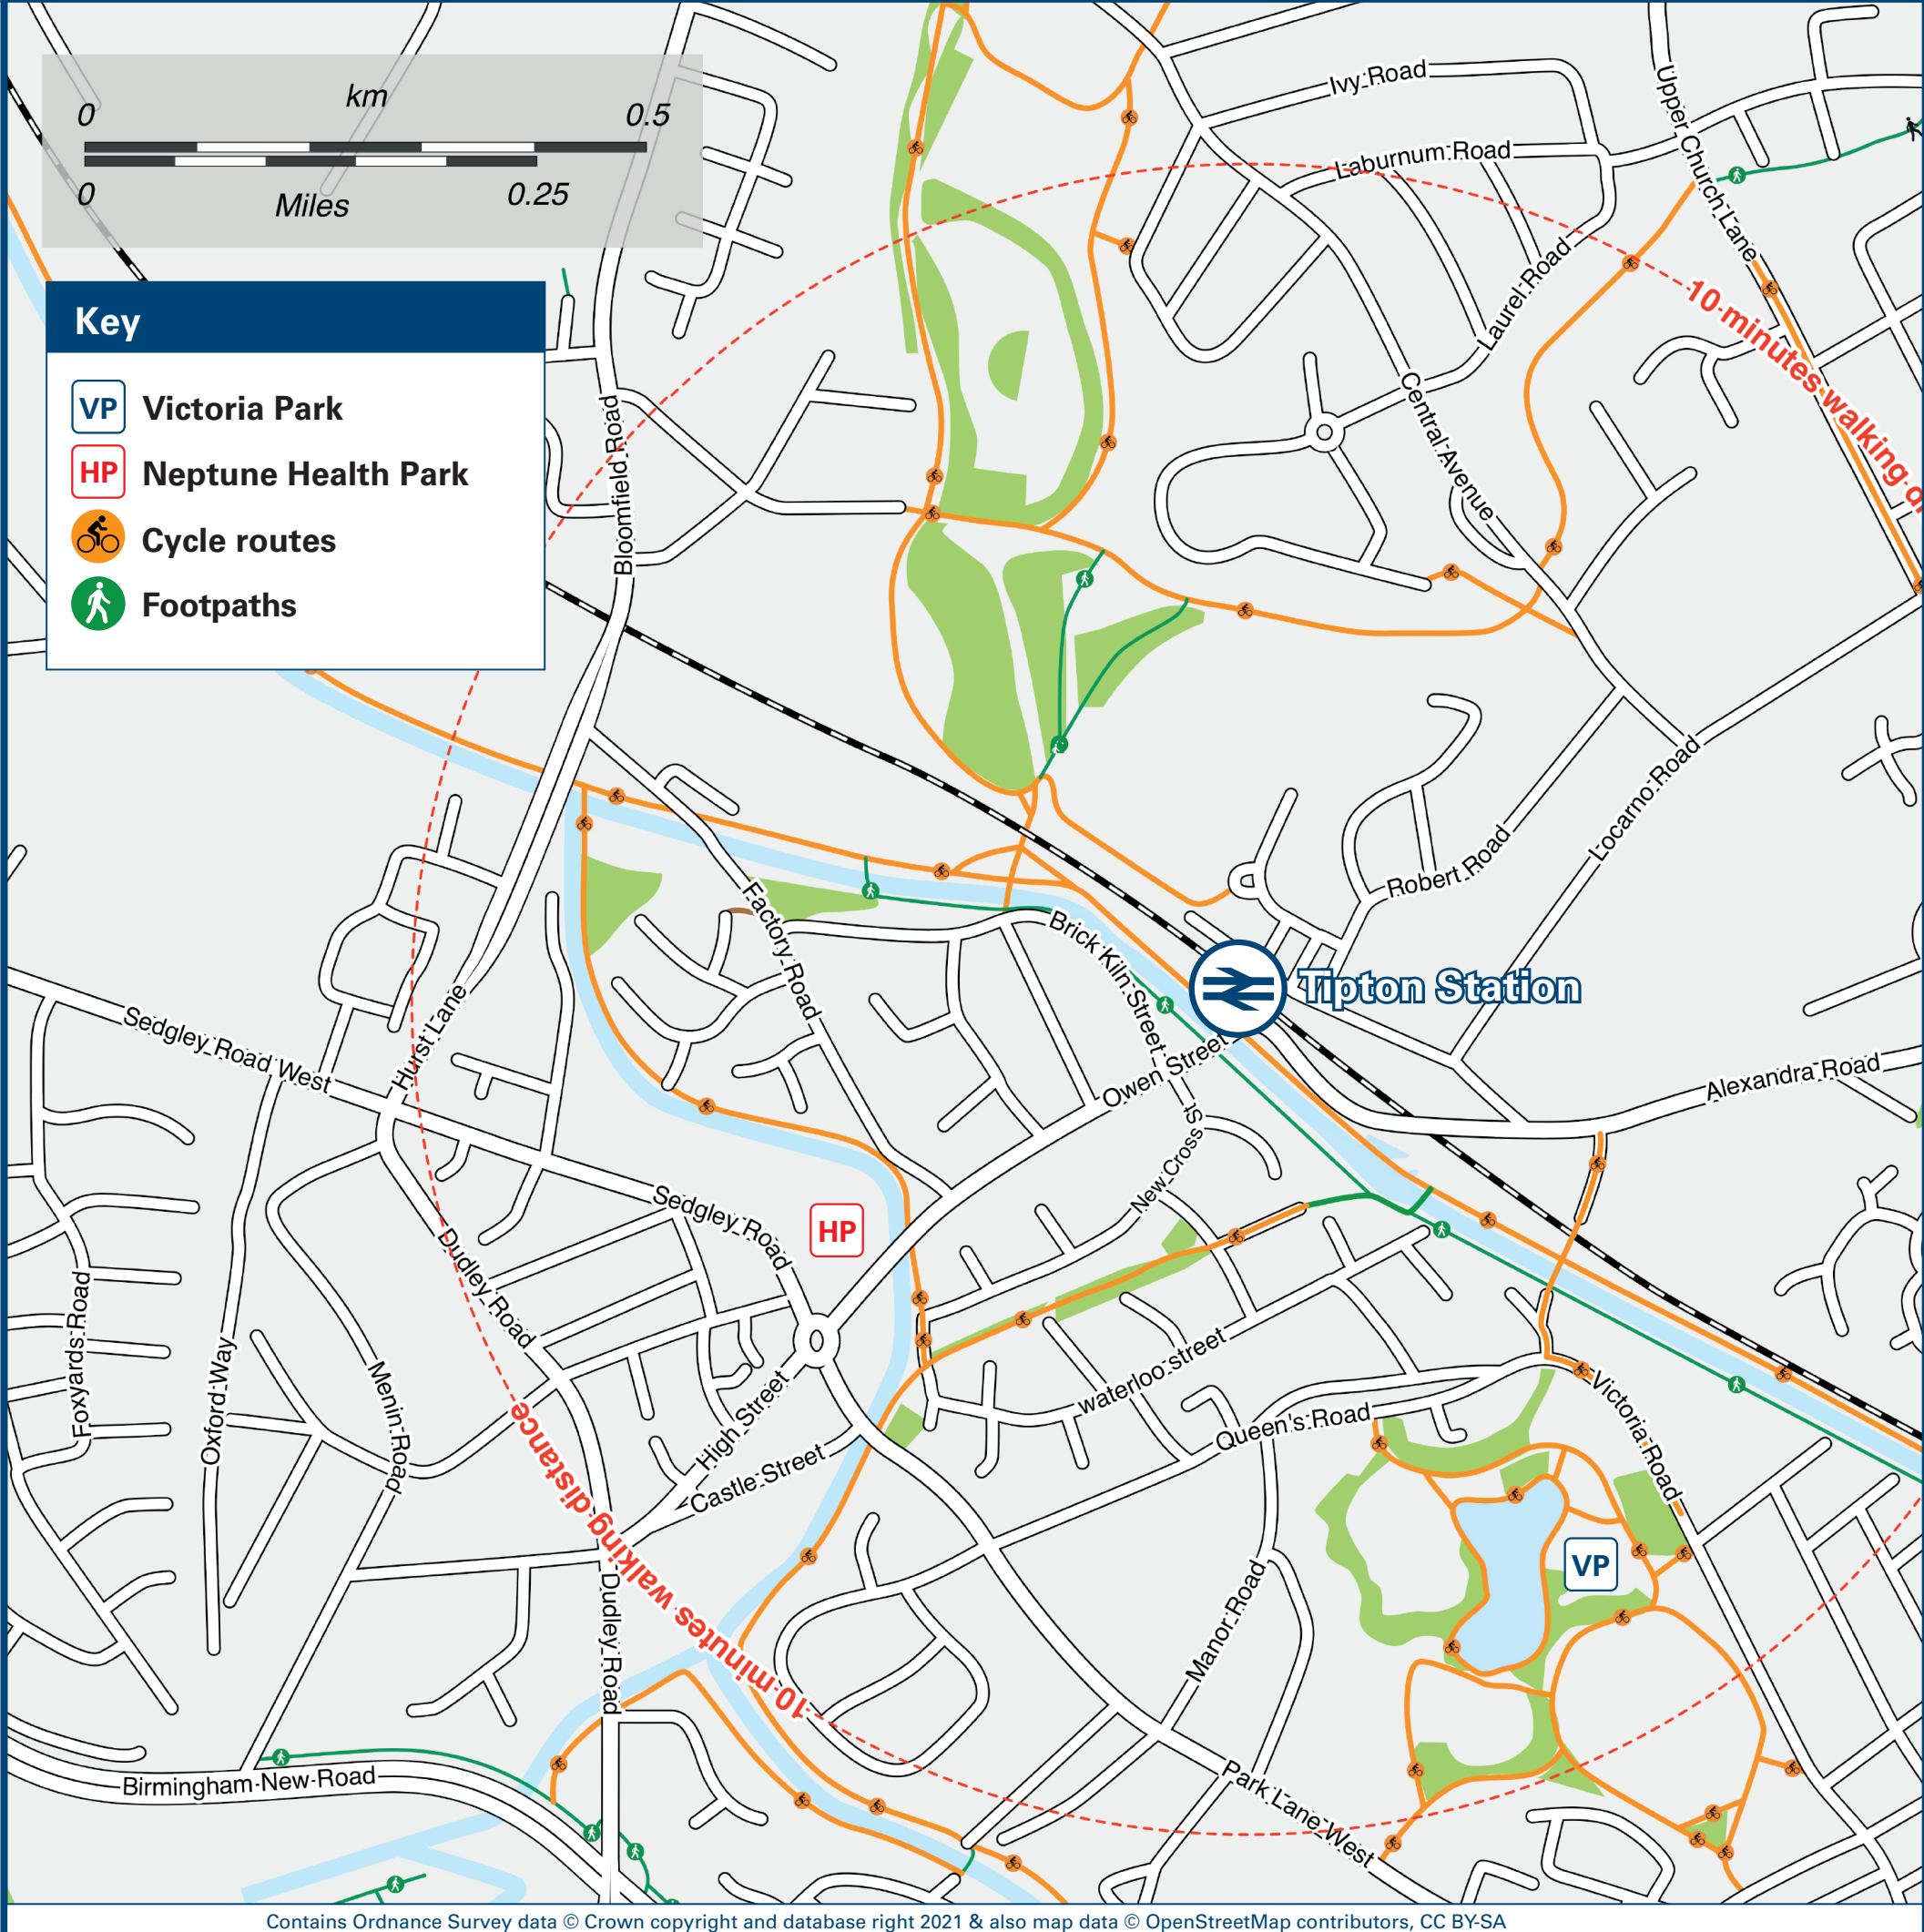 km
0
0.5
0
Miles
0.25
Key
VP Victoria Park
HP Neptune Health Park
Cycle routes
Footpaths
Ivy Road
Laburnum Road
Upper Church Lane
Laurel Road
10 minutes walking d
Bloomfield Road
Central Avenue
Locarno Road
Robert Road
Factory Road
Brick Kiln Street
Tipton Station
Sedgley Road West
Hurst Lane
Owen Street
Alexandra Road
New Cross St
Sedgley Road
HP
Dudley Road
Foxyards Road
Oxford Way
Menin Road
High Street
Castle Street
waterloo street
Queen's Road
Victoria Road
VP
10 minutes walking distance
Dudley Road
Manor Road
Birmingham New Road
Park Lane West
Contains Ordnance Survey data © Crown copyright and database right 2021 & also map data © OpenStreetMap contributors, CC BY-SA